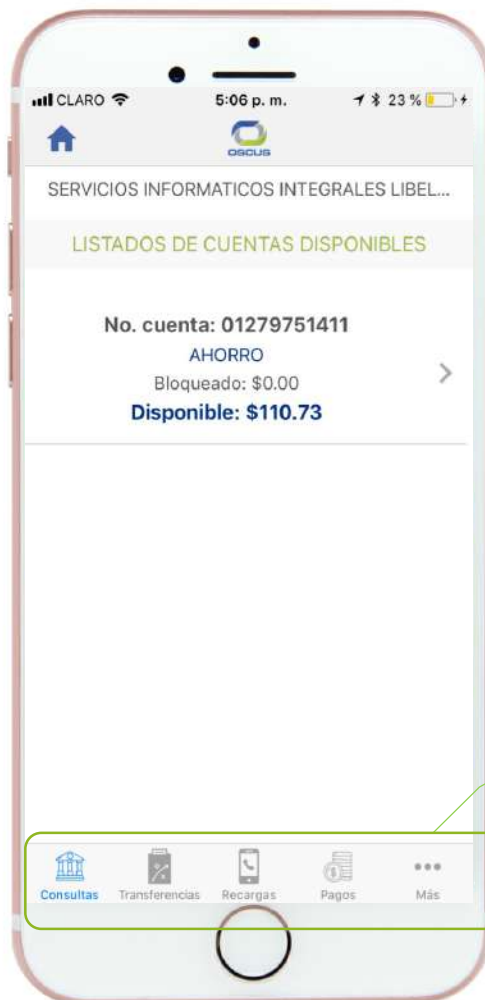 CLARO 5:06 p. m. 23 %
OSCUS
SERVICIOS INFORMATICOS INTEGRALES LIBEL...
LISTADOS DE CUENTAS DISPONIBLES
No. cuenta: 01279751411
AHORRO
Bloqueado: $0.00
Disponible: $110.73
Consultas Transferencias Recargas Pagos Más